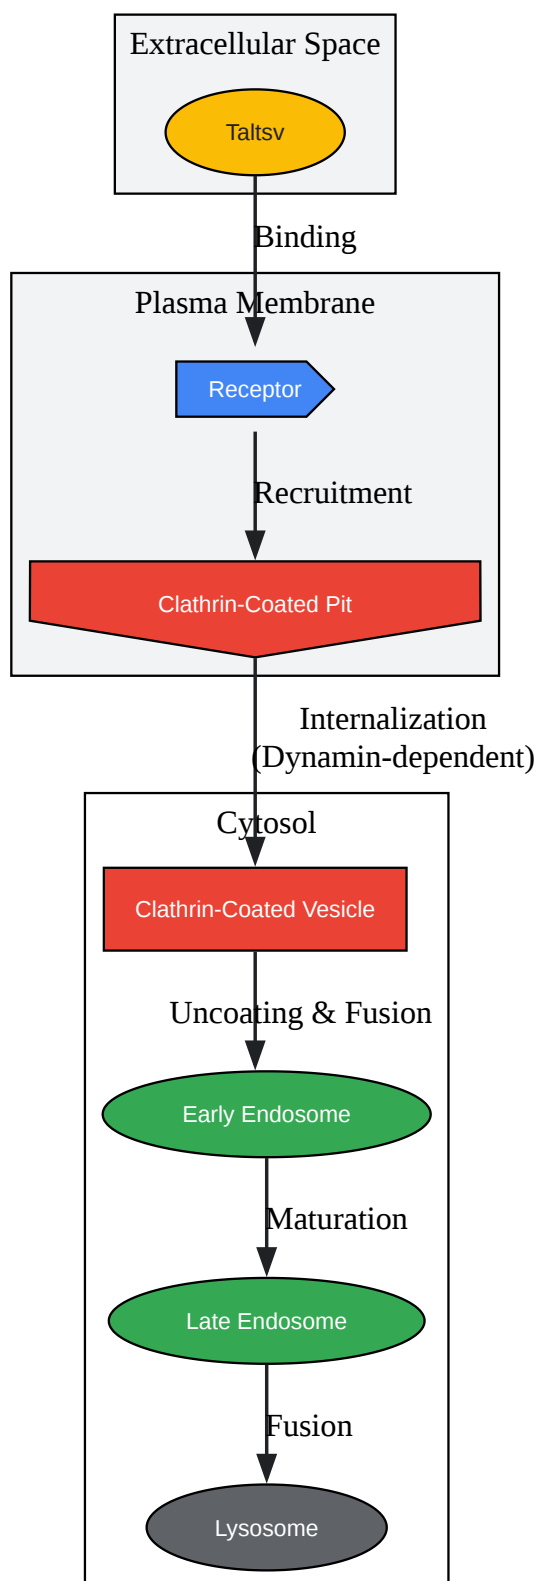 Extracellular Space
Taltsv
Binding
Plasma Membrane
Receptor
Recruitment
Clathrin-Coated Pit
Internalization
(Dynamin-dependent)
Cytosol
Clathrin-Coated Vesicle
Uncoating & Fusion
Early Endosome
Maturation
Late Endosome
Fusion
Lysosome